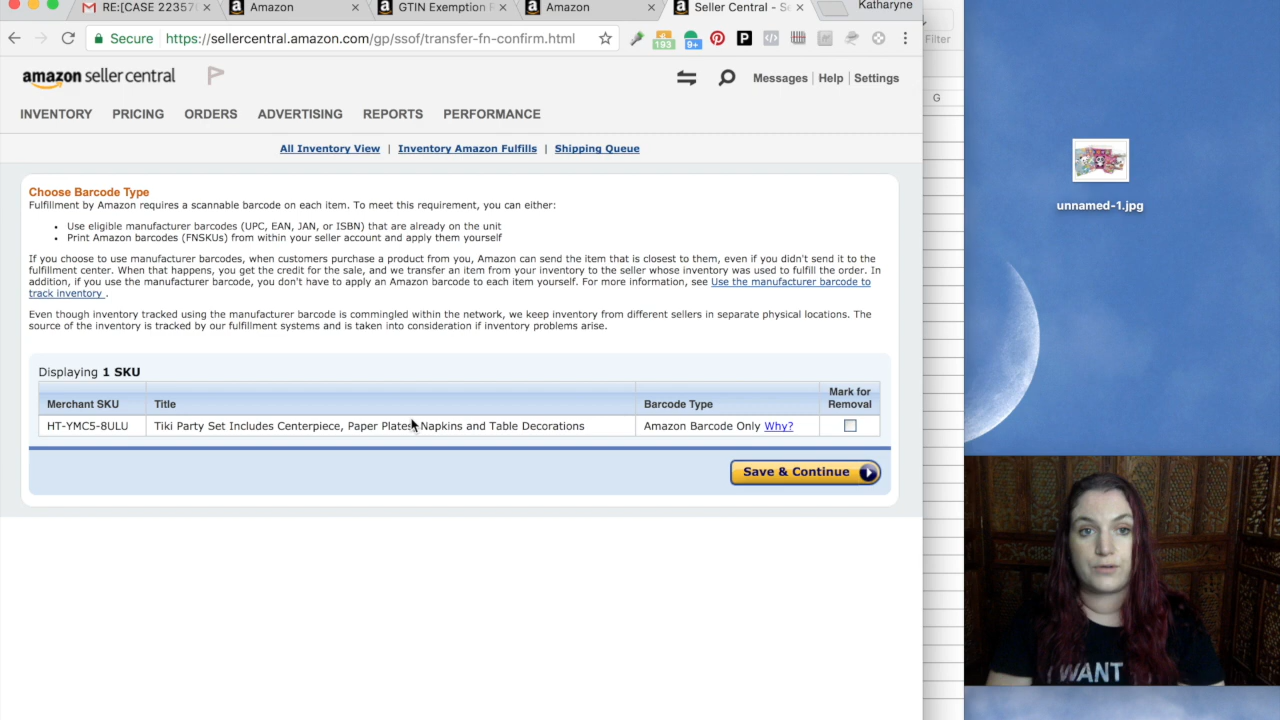 RE:[CASE 22357
Amazon
GTIN Exemption
Amazon
Seller Central - Se
Katharyne
Secure
https://sellercentral.amazon.com/gp/ssof/transfer-fn-confirm.html
193
9+
Filter
amazon seller central
Messages | Help | Settings
G
INVENTORY PRICING ORDERS ADVERTISING REPORTS PERFORMANCE
All Inventory View | Inventory Amazon Fulfills | Shipping Queue
Choose Barcode Type
Fulfillment by Amazon requires a scannable barcode on each item. To meet this requirement, you can either:
• Use eligible manufacturer barcodes (UPC, EAN, JAN, or ISBN) that are already on the unit
• Print Amazon barcodes (FNSKUs) from within your seller account and apply them yourself
If you choose to use manufacturer barcodes, when customers purchase a product from you, Amazon can send the item that is closest to them, even if you didn't send it to the
fulfillment center. When that happens, you get the credit for the sale, and we transfer an item from your inventory to the seller whose inventory was used to fulfill the order. In
addition, if you use the manufacturer barcode, you don't have to apply an Amazon barcode to each item yourself. For more information, see Use the manufacturer barcode to
track inventory .
Even though inventory tracked using the manufacturer barcode is commingled within the network, we keep inventory from different sellers in separate physical locations. The
source of the inventory is tracked by our fulfillment systems and is taken into consideration if inventory problems arise.
Displaying 1 SKU
Merchant SKU Title Barcode Type Mark for Removal
HT-YMC5-8ULU Tiki Party Set Includes Centerpiece, Paper Plates, Napkins and Table Decorations Amazon Barcode Only Why?
Save & Continue
unnamed-1.jpg
I WANT